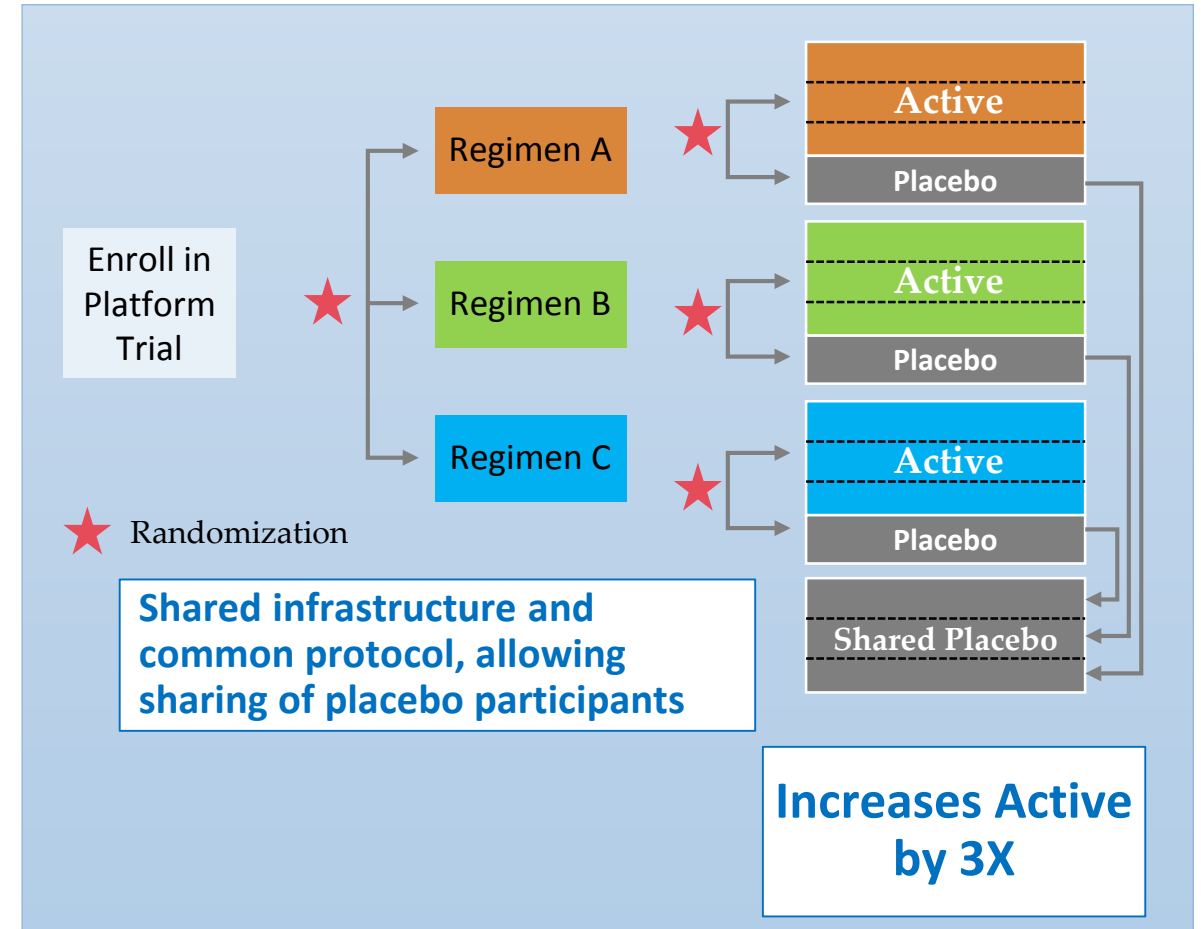 Enroll in
Platform
Trial
Regimen A
Regimen B
Regimen C
Active
Placebo
Active
Placebo
Active
Placebo
Shared Placebo
Randomization
Shared infrastructure and
common protocol, allowing
sharing of placebo participants
Increases Active
by 3X